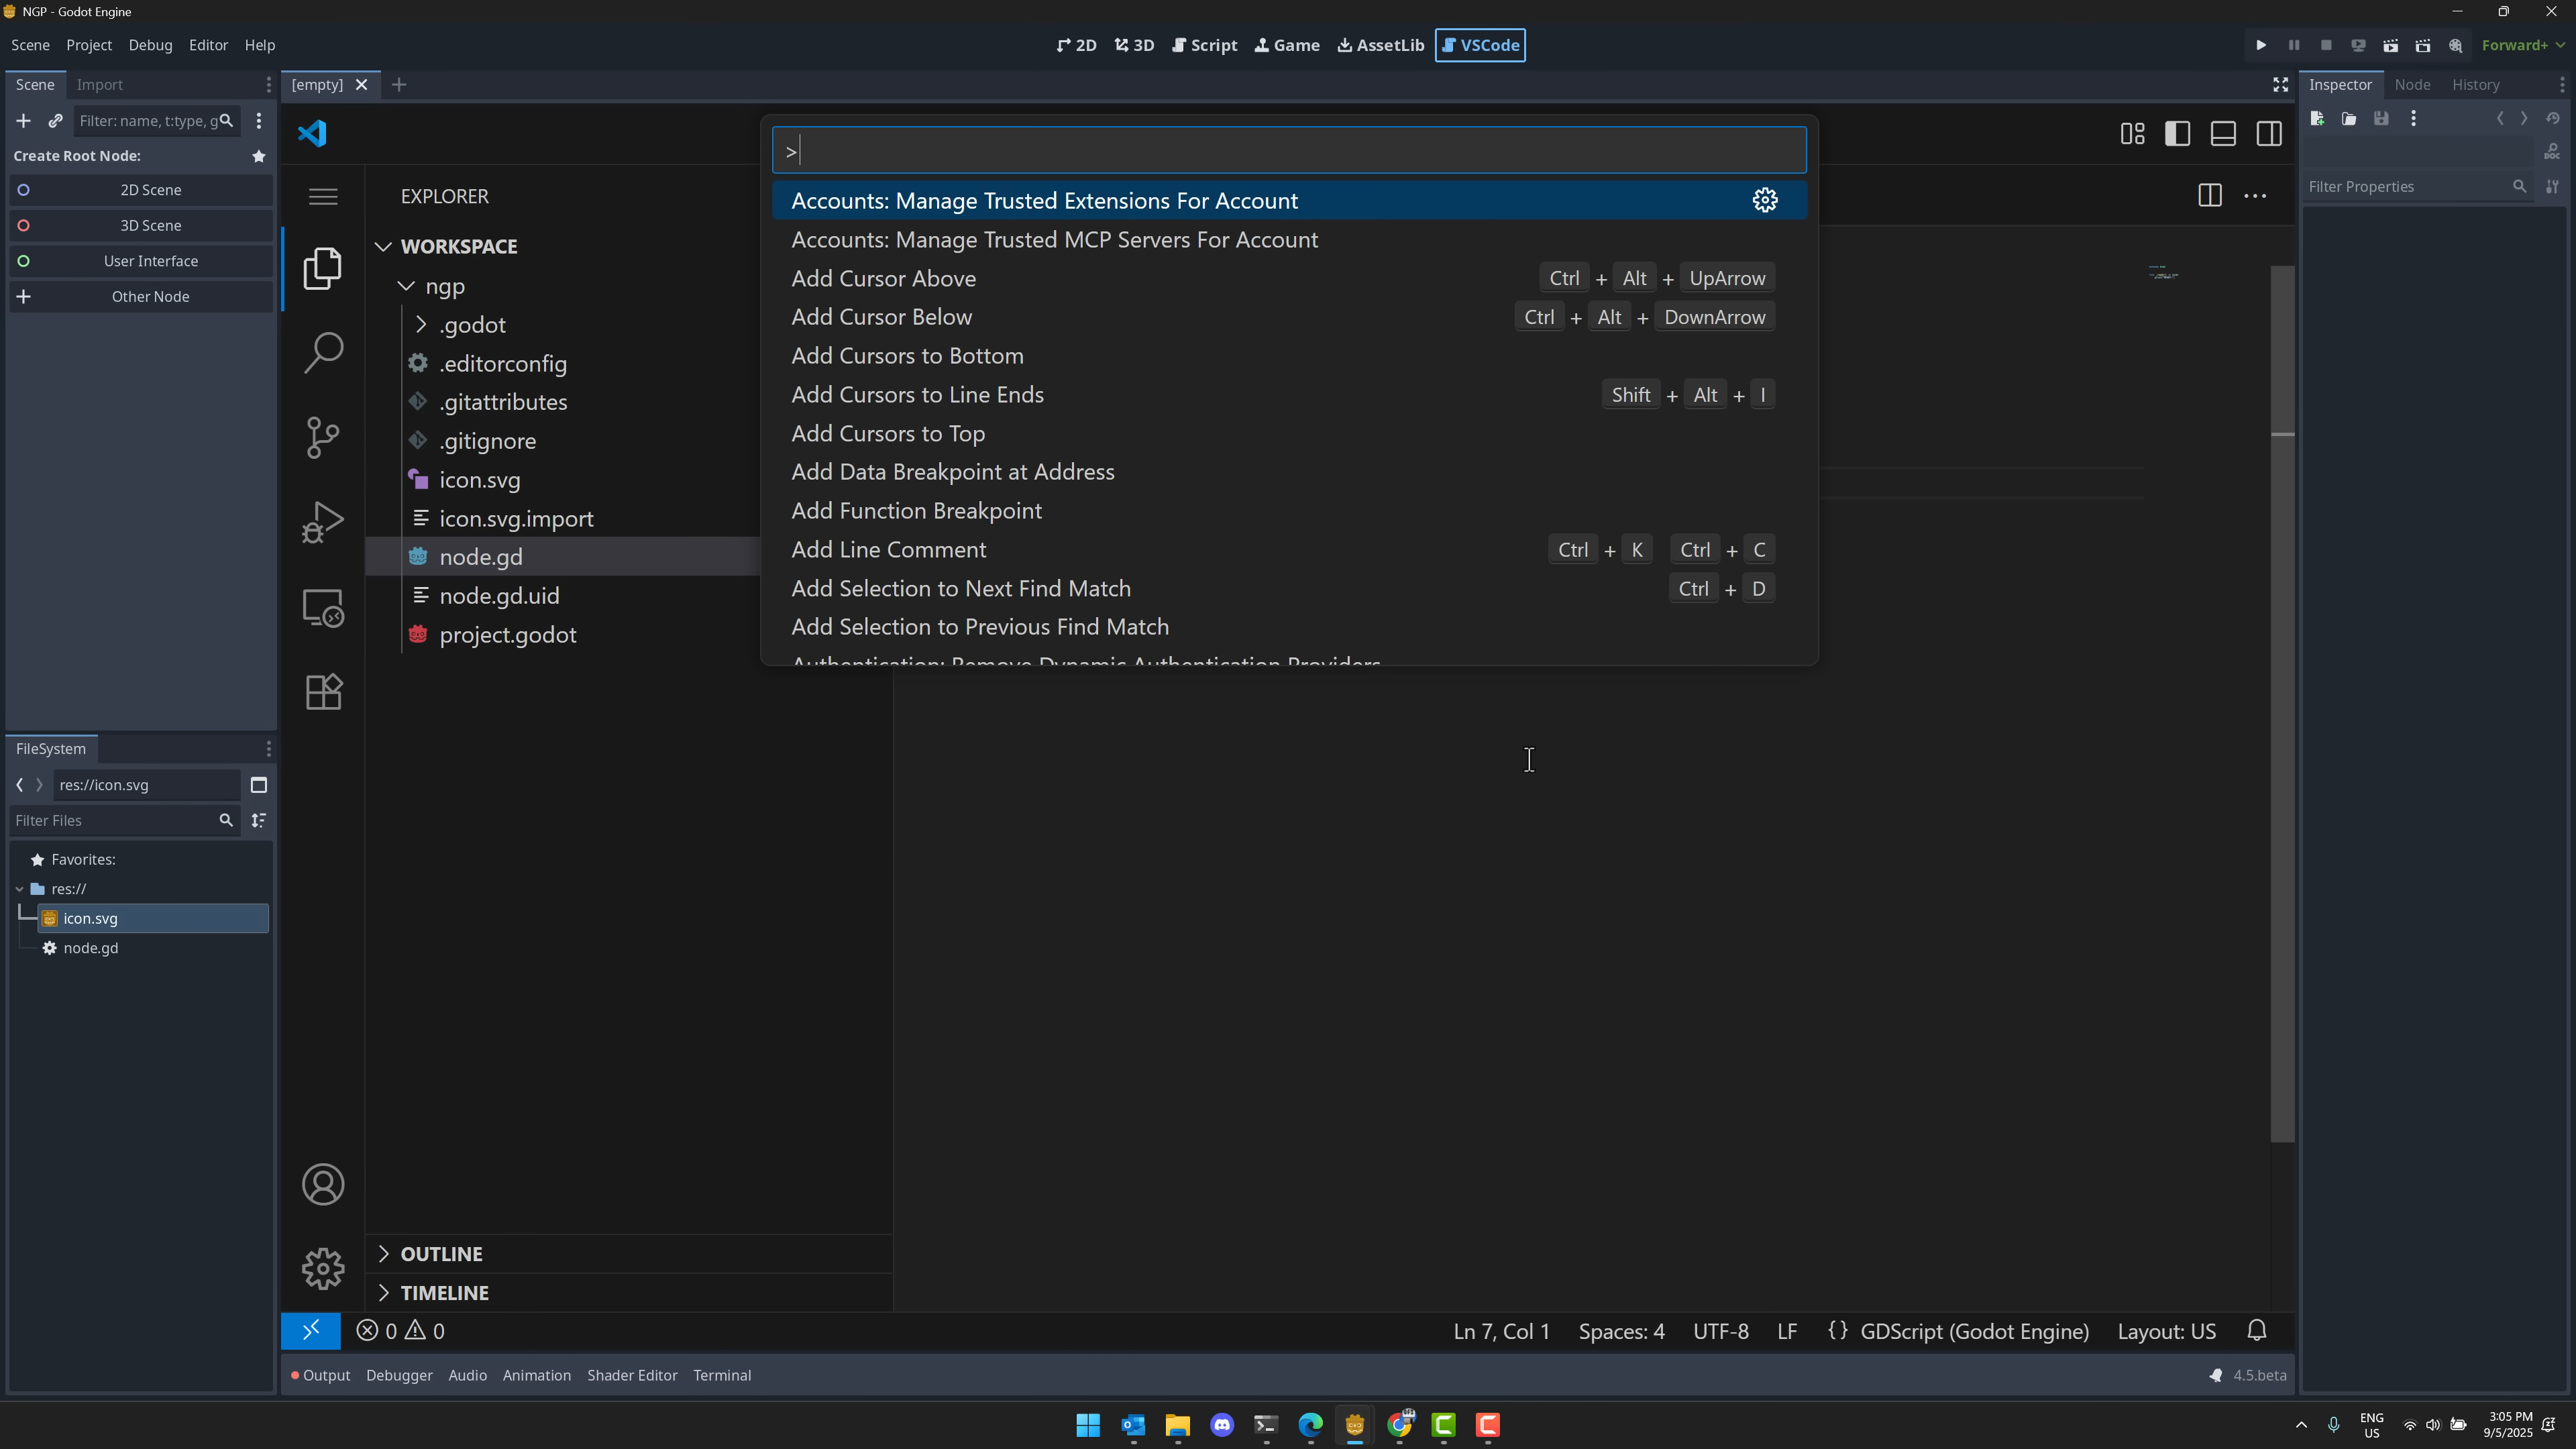 NGP - Godot Engine
Scene Project Debug Editor Help
2D 3D Script Game AssetLib VSCode
Forward+
Scene Import
[empty]
Inspector Node History
Filter: name, t:type, g
Create Root Node:
2D Scene
3D Scene
User Interface
Other Node
DOC
Filter Properties
EXPLORER
WORKSPACE
ngp
.godot
.editorconfig
.gitattributes
.gitignore
icon.svg
icon.svg.import
node.gd
node.gd.uid
project.godot
>
Accounts: Manage Trusted Extensions For Account
Accounts: Manage Trusted MCP Servers For Account
Add Cursor Above Ctrl + Alt + UpArrow
Add Cursor Below Ctrl + Alt + DownArrow
Add Cursors to Bottom
Add Cursors to Line Ends Shift + Alt + I
Add Cursors to Top
Add Data Breakpoint at Address
Add Function Breakpoint
Add Line Comment Ctrl + K Ctrl + C
Add Selection to Next Find Match Ctrl + D
Add Selection to Previous Find Match
Authentication: Remove Dynamic Authentication Providers
FileSystem
res://icon.svg
Filter Files
Favorites:
res://
icon.svg
node.gd
OUTLINE
TIMELINE
0 0
Ln 7, Col 1 Spaces: 4 UTF-8 LF {} GDScript (Godot Engine) Layout: US
Output Debugger Audio Animation Shader Editor Terminal
4.5.beta
ENG
US
3:05 PM
9/5/2025